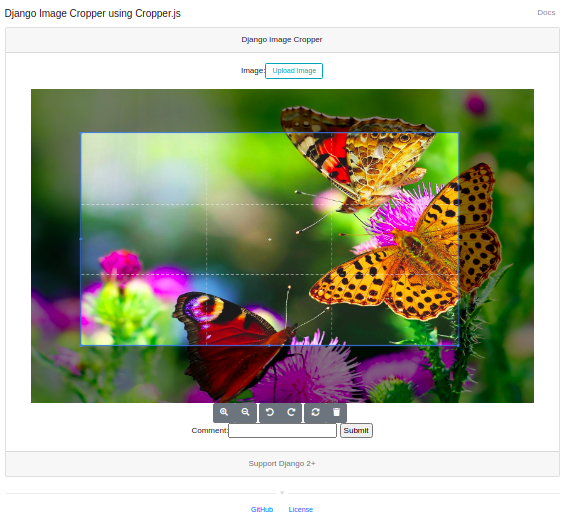 Django Image Cropper using Cropper.js
Docs
Django Image Cropper
Image: Upload Image
Comment: Submit
Support Django 2+
GitHub License